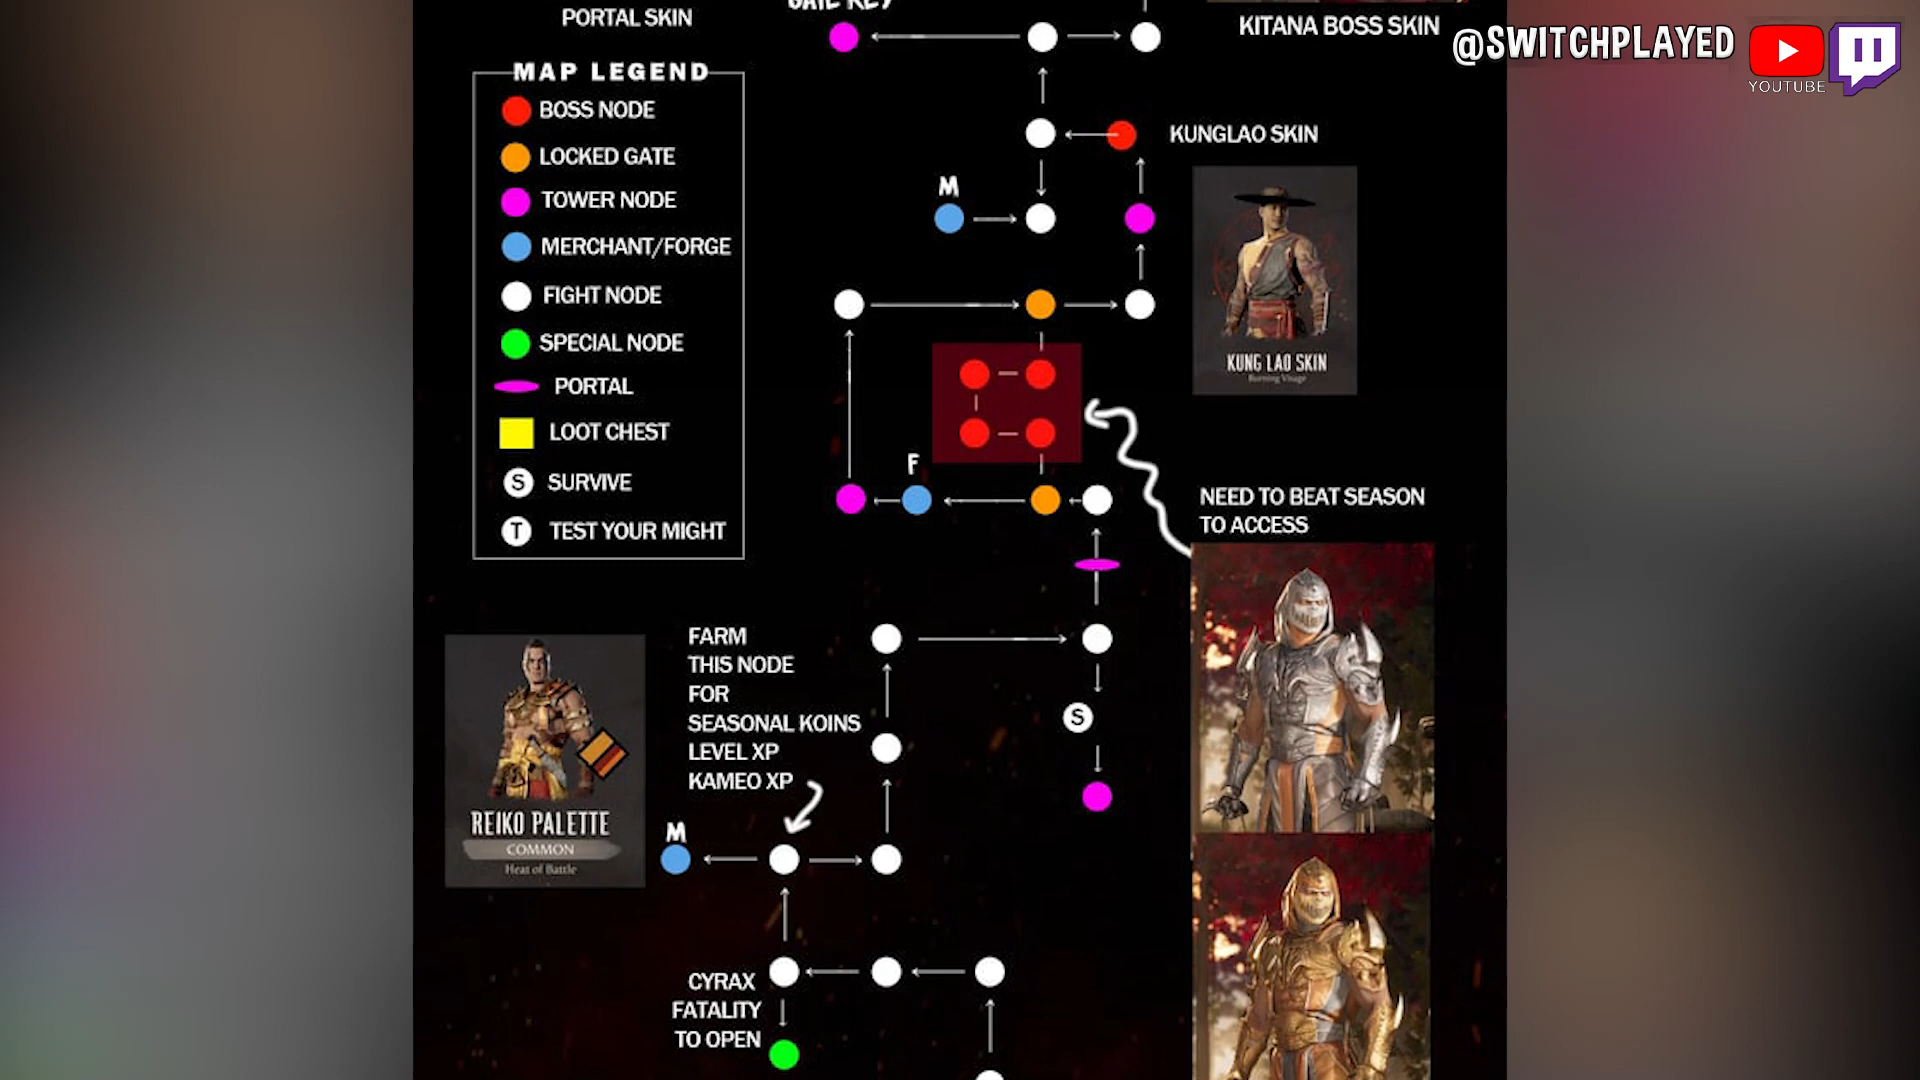 PORTAL SKIN
KITANA BOSS SKIN
@SWITCHPLAYED
YOUTUBE
MAP LEGEND
BOSS NODE
LOCKED GATE
TOWER NODE
MERCHANT/FORGE
FIGHT NODE
SPECIAL NODE
PORTAL
LOOT CHEST
S SURVIVE
T TEST YOUR MIGHT
KUNGLAO SKIN
M
KUNG LAO SKIN
Burning Visage
F
NEED TO BEAT SEASON
TO ACCESS
FARM
THIS NODE
FOR
SEASONAL KOINS
LEVEL XP
KAMEO XP
S
REIKO PALETTE
COMMON
Heat of Battle
M
CYRAX
FATALITY
TO OPEN